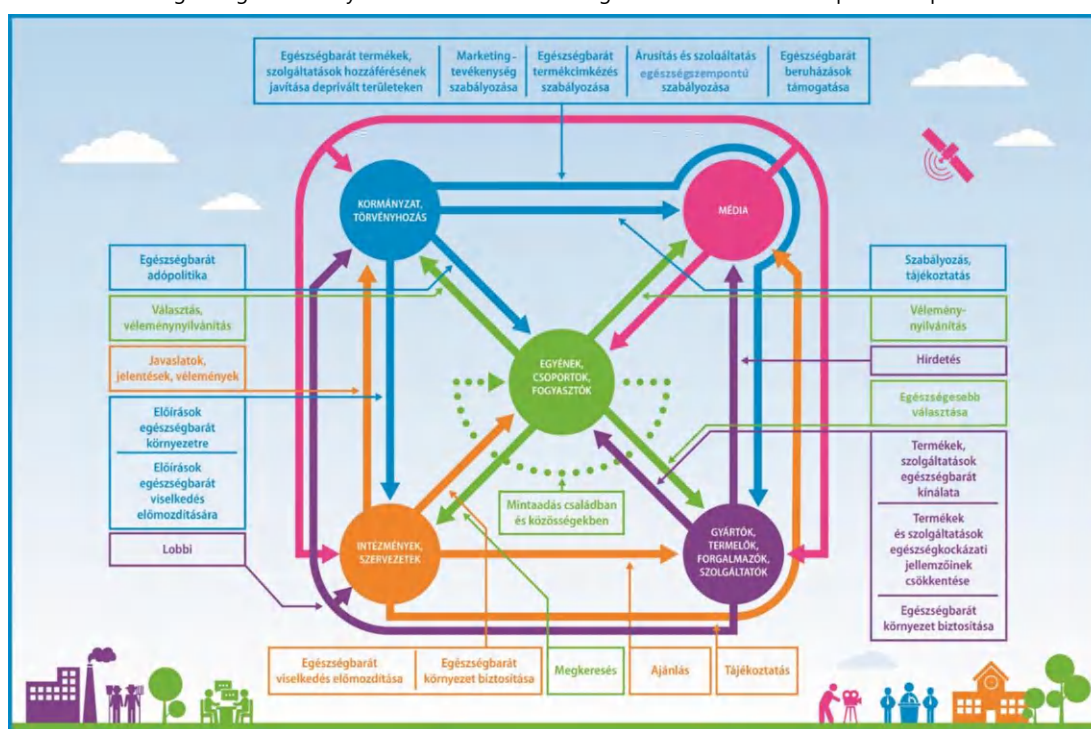 Egészségbarát termékek,
szolgáltatások hozzáférésének
javítása deprivált területeken
Marketing-
tevékenység
szabályozása
Egészségbarát
termékcímkézés
szabályozása
Árusítás és szolgáltatás
egészségszempontú
szabályozása
Egészségbarát
beruházások
támogatása
KORMÁNYZAT,
TÖRVÉNYHOZÁS
MÉDIA
Egészségbarát
adópolitika
Választás,
véleménynyilvánítás
Javaslatok,
jelentések, vélemények
Előírások
egészségbarát
környezetre
Előírások
egészségbarát
viselkedés
előmozdítására
Lobbi
Szabályozás,
tájékoztatás
Vélemény-
nyilvánítás
Hirdetés
Egészségesebb
választása
Termékek,
szolgáltatások
egészségbarát
kínálata
Termékek
és szolgáltatások
egészségkockázati
jellemzőinek
csökkentése
Egészségbarát
környezet biztosítása
EGYÉNEK,
CSOPORTOK,
FOGYASZTÓK
Mintaadás családban
és közösségekben
INTÉZMÉNYEK,
SZERVEZETEK
GYÁRTÓK,
TERMELŐK,
FORGALMAZÓK,
SZOLGÁLTATÓK
Egészségbarát
viselkedés előmozdítása
Egészségbarát
környezet biztosítása
Megkeresés
Ajánlás
Tájékoztatás